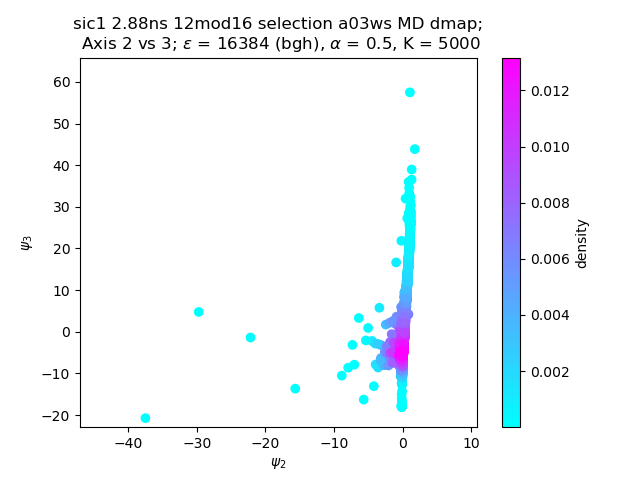 sic1 2.88ns 12mod16 selection a03ws MD dmap;
Axis 2 vs 3; ε = 16384 (bgh), α = 0.5, K = 5000
60
50
40
30
20
10
0
−10
−20
ψ3
−40 −30 −20 −10 0 10
ψ2
0.012
0.010
0.008
0.006
0.004
0.002
density